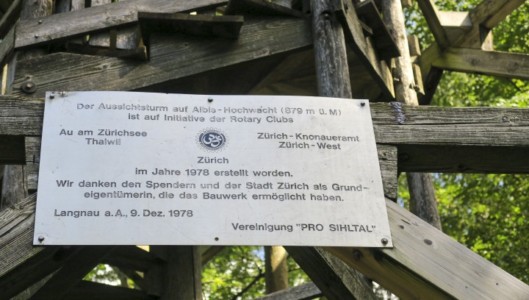 Der Aussichtsturm auf Albis-Hochwacht (879 m ü.M)
ist auf Initiative der Rotary Clubs
Au am Zürichsee Zürich-Knonaueramt
Thalwil Zürich-West
Zürich
im Jahre 1978 erstellt worden.
Wir danken den Spendern und der Stadt Zürich als Grund-
eigentümerin, die das Bauwerk ermöglicht haben.
Langnau a.A., 9. Dez. 1978
Vereinigung "PRO SIHLTAL"